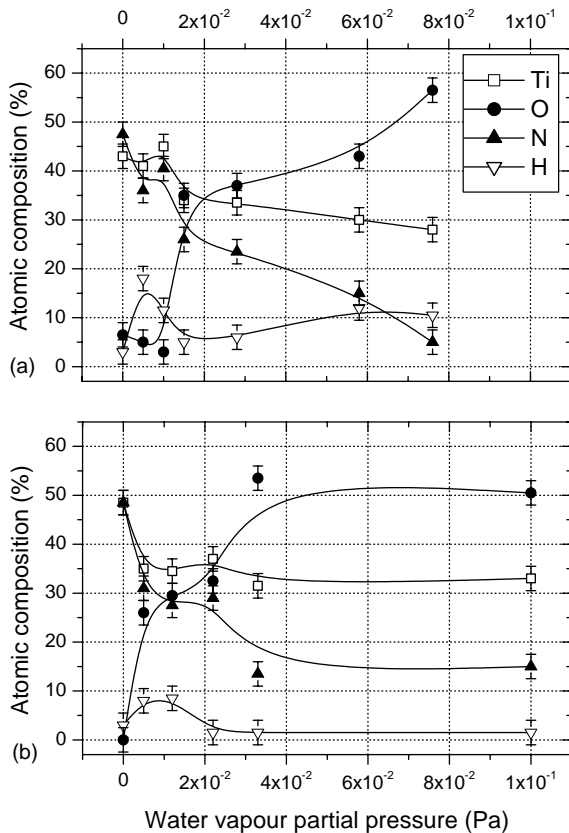 0 2x10⁻² 4x10⁻² 6x10⁻² 8x10⁻² 1x10⁻¹
60
50
40
30
20
10
0
Atomic composition (%)
Ti
O
N
H
(a)
60
50
40
30
20
10
0
Atomic composition (%)
(b)
0 2x10⁻² 4x10⁻² 6x10⁻² 8x10⁻² 1x10⁻¹
Water vapour partial pressure (Pa)